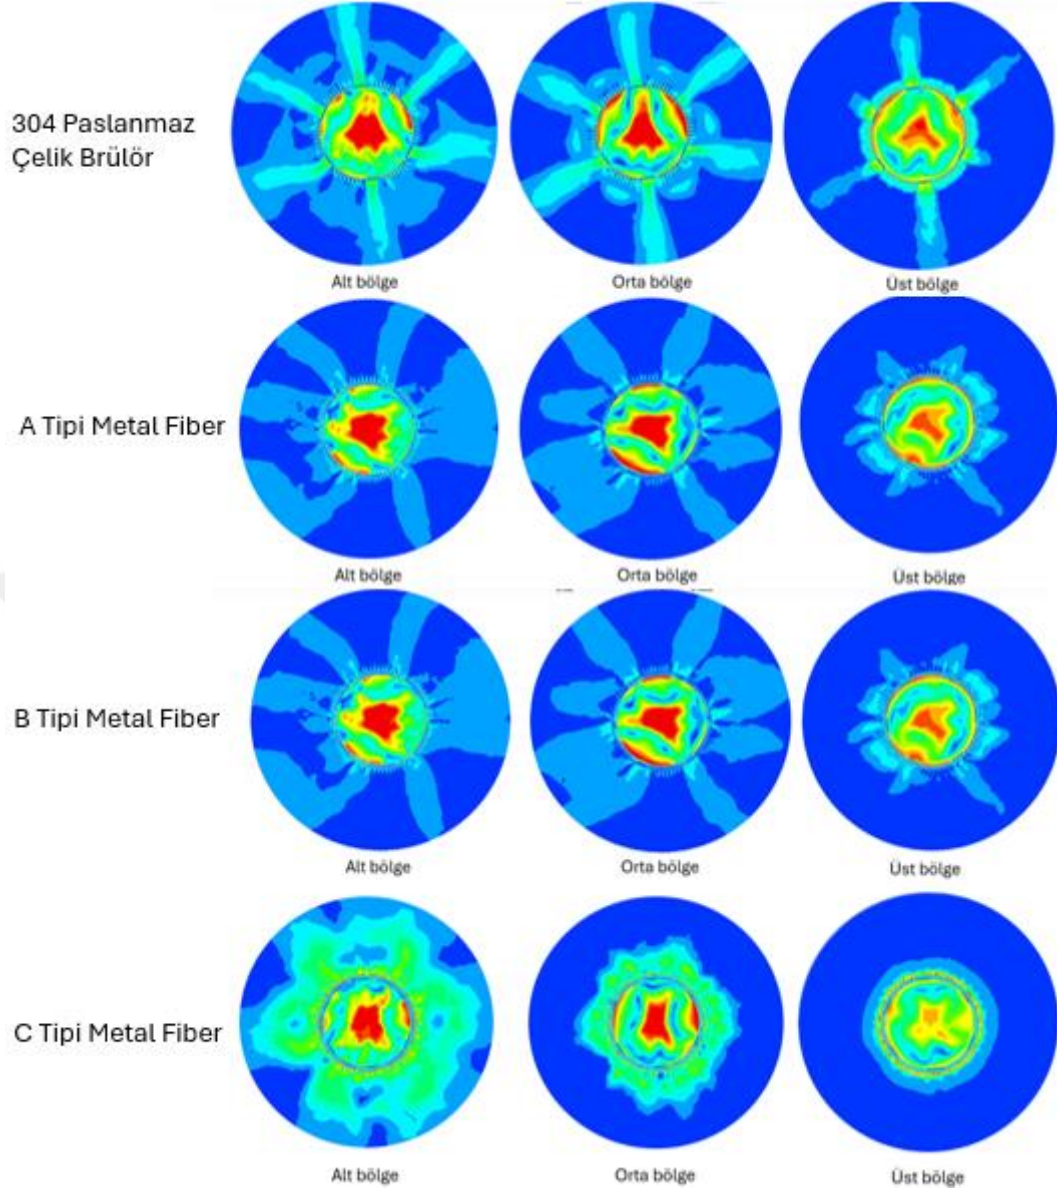 304 Paslanmaz
Çelik Brülör
Alt bölge
Orta bölge
Üst bölge
A Tipi Metal Fiber
Alt bölge
Orta bölge
Üst bölge
B Tipi Metal Fiber
Alt bölge
Orta bölge
Üst bölge
C Tipi Metal Fiber
Alt bölge
Orta bölge
Üst bölge